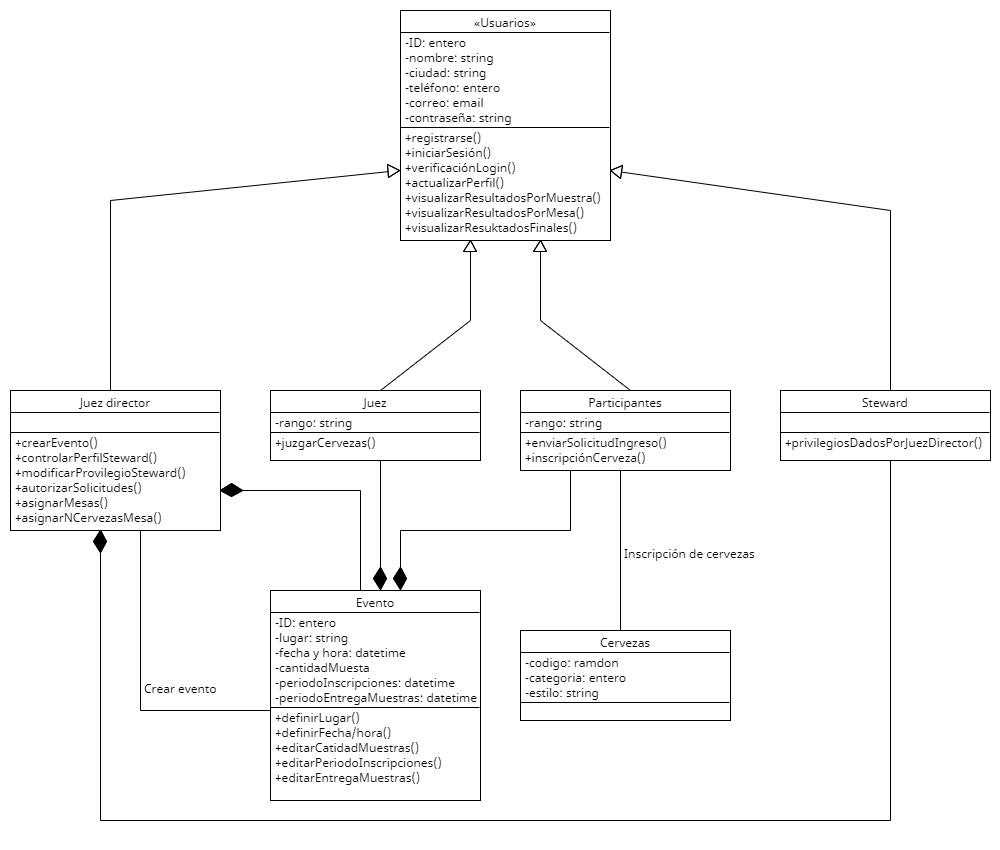 «Usuarios»
-ID: entero
-nombre: string
-ciudad: string
-teléfono: entero
-correo: email
-contraseña: string
+registrarse()
+iniciarSesión()
+verificaciónLogin()
+actualizarPerfil()
+visualizarResultadosPorMuestra()
+visualizarResultadosPorMesa()
+visualizarResuktadosFinales()
Juez director
+crearEvento()
+controlarPerfilSteward()
+modificarProvilegioSteward()
+autorizarSolicitudes()
+asignarMesas()
+asignarNCervezasMesa()
Juez
-rango: string
+juzgarCervezas()
Participantes
-rango: string
+enviarSolicitudIngreso()
+inscripciónCerveza()
Steward
+privilegiosDadosPorJuezDirector()
Inscripción de cervezas
Crear evento
Evento
-ID: entero
-lugar: string
-fecha y hora: datetime
-cantidadMuesta
-periodoInscripciones: datetime
-periodoEntregaMuestras: datetime
+definirLugar()
+definirFecha/hora()
+editarCatidadMuestras()
+editarPeriodoInscripciones()
+editarEntregaMuestras()
Cervezas
-codigo: ramdon
-categoria: entero
-estilo: string